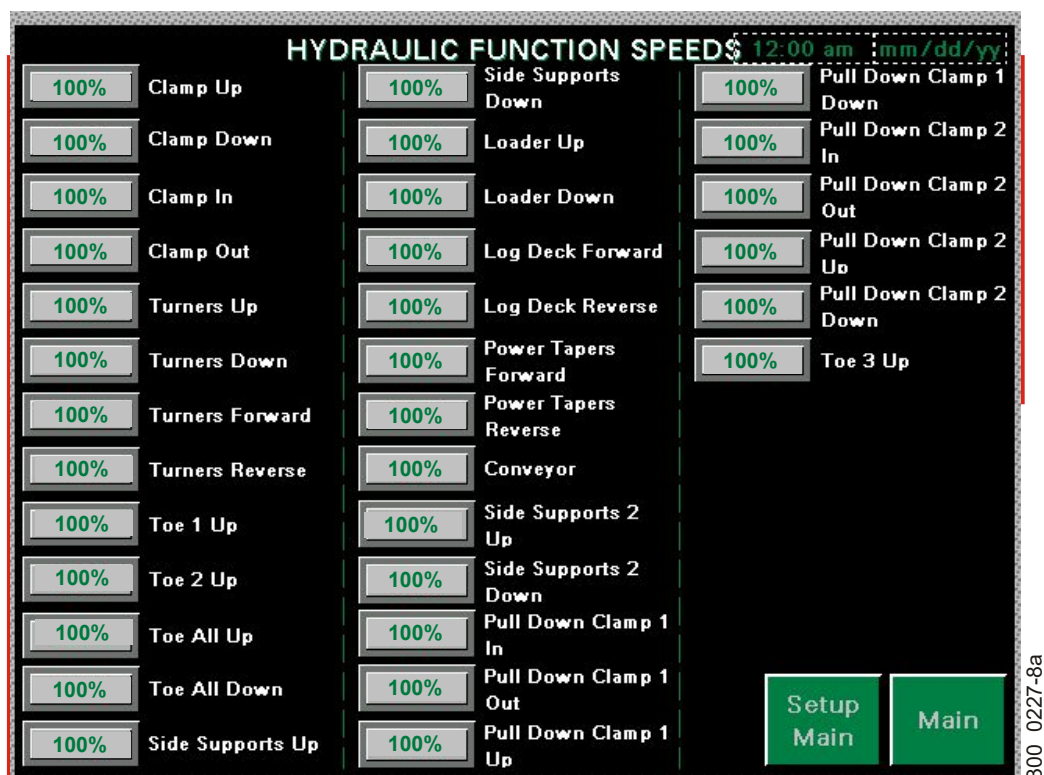 HYDRAULIC FUNCTION SPEEDS 12:00 am mm/dd/yy
100% Clamp Up
100% Clamp Down
100% Clamp In
100% Clamp Out
100% Turners Up
100% Turners Down
100% Turners Forward
100% Turners Reverse
100% Toe 1 Up
100% Toe 2 Up
100% Toe All Up
100% Toe All Down
100% Side Supports Up
100% Side Supports
Down
100% Loader Up
100% Loader Down
100% Log Deck Forward
100% Log Deck Reverse
100% Power Tapers
Forward
100% Power Tapers
Reverse
100% Conveyor
100% Side Supports 2
Up
100% Side Supports 2
Down
100% Pull Down Clamp 1
In
100% Pull Down Clamp 1
Out
100% Pull Down Clamp 1
Up
100% Pull Down Clamp 1
Down
100% Pull Down Clamp 2
In
100% Pull Down Clamp 2
Out
100% Pull Down Clamp 2
Up
100% Pull Down Clamp 2
Down
100% Toe 3 Up
Setup
Main
Main
0227-8a